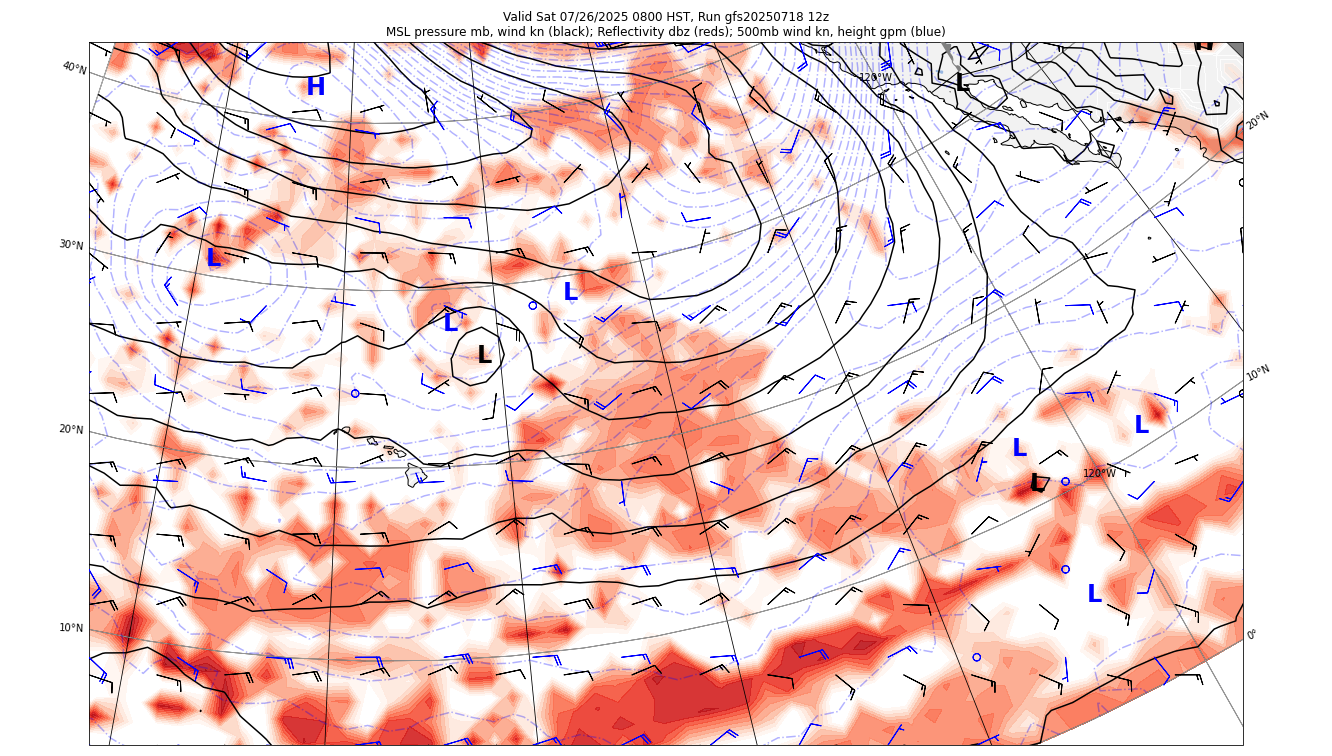 Valid Sat 07/26/2025 0800 HST, Run gfs20250718 12z
MSL pressure mb, wind kn (black); Reflectivity dbz (reds); 500mb wind kn, height gpm (blue)
H
40°N
120°W
L
H
20°N
30°N
L
L
L
L
10°N
20°N
L
L
L
120°W
L
10°N
0°